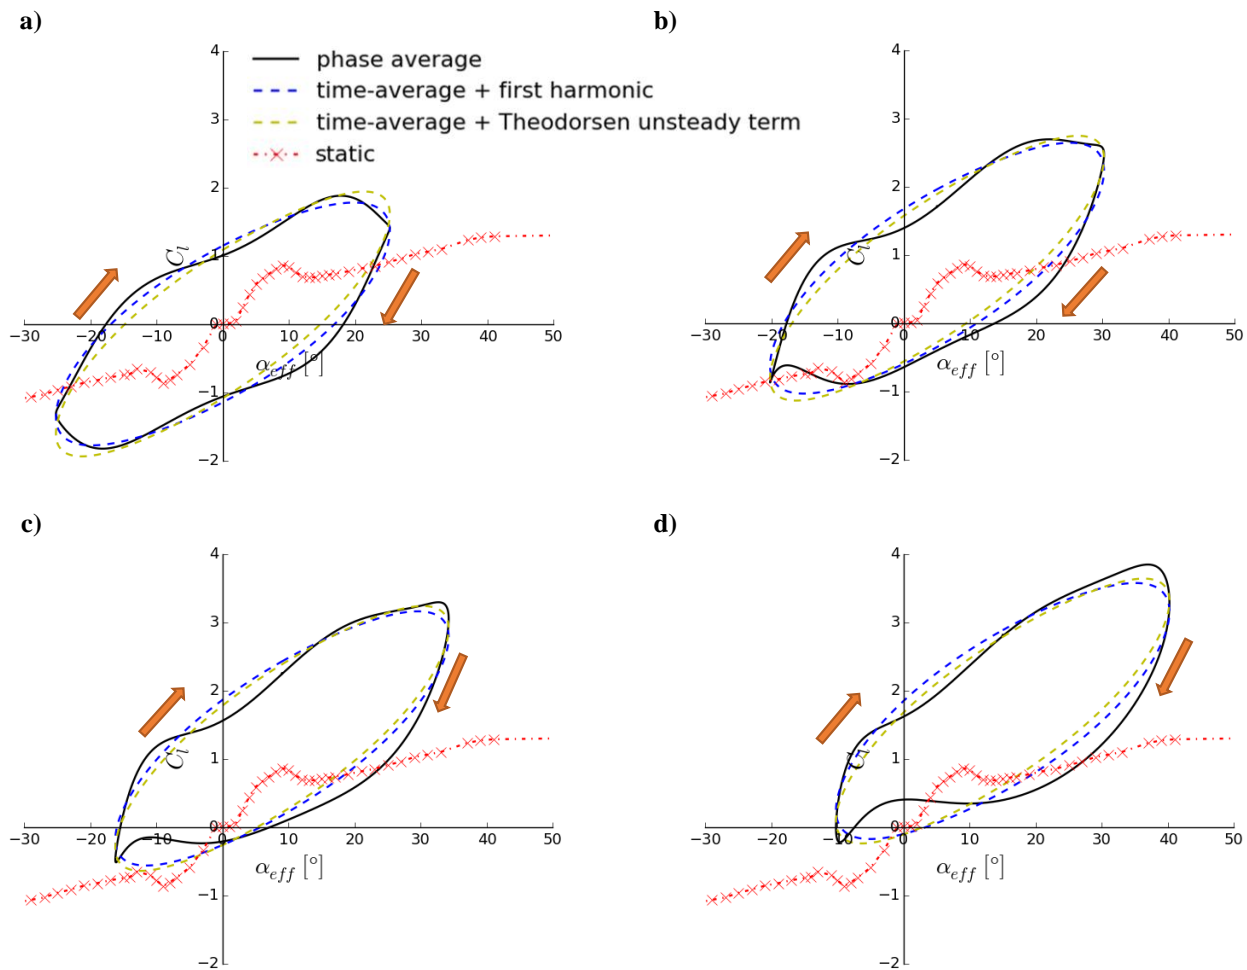 a)
b)
4
phase average
time-average + first harmonic
time-average + Theodorsen unsteady term
static
3
2
C_l
1
0
-30 -20 -10 0 10 20 30 40 50
α_eff [°]
-1
-2
4
3
2
1
C_l
0
-30 -20 -10 0 10 20 30 40 50
α_eff [°]
-1
-2
c)
d)
4
3
2
1
C_l
0
-30 -20 -10 0 10 20 30 40 50
α_eff [°]
-1
-2
4
3
2
1
C_l
0
-30 -20 -10 0 10 20 30 40 50
α_eff [°]
-1
-2